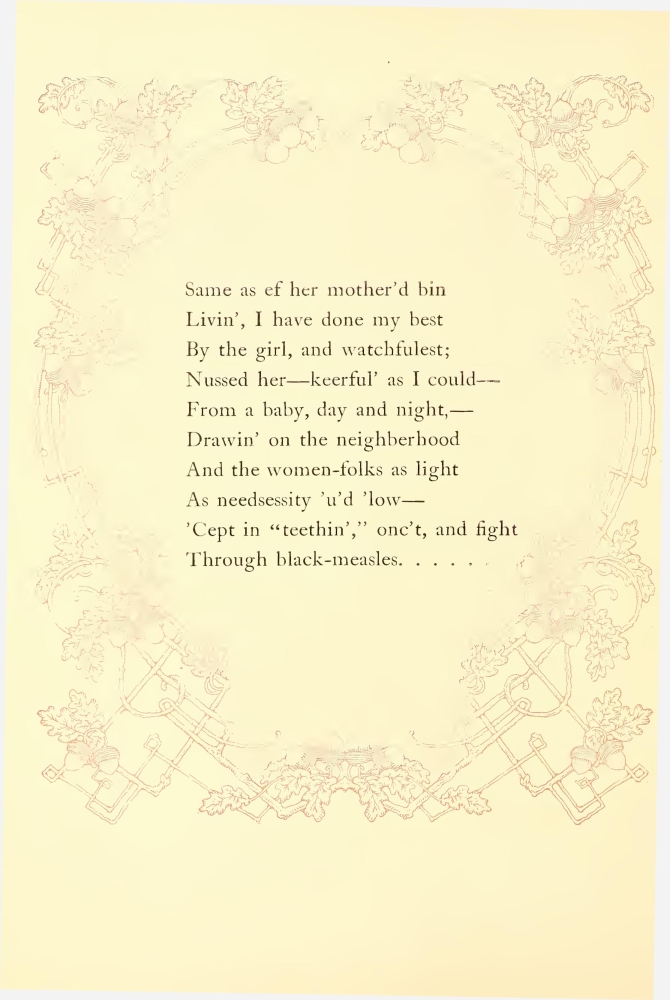 Same as ef her mother'd bin
Livin', I have done my best
By the girl, and watchfulest;
Nussed her—keerful' as I could—
From a baby, day and night,—
Drawin' on the neighberhood
And the women-folks as light
As needsessity 'u'd 'low—
'Cept in “teethin',” onc't, and fight
Through black-measles. . . . . .